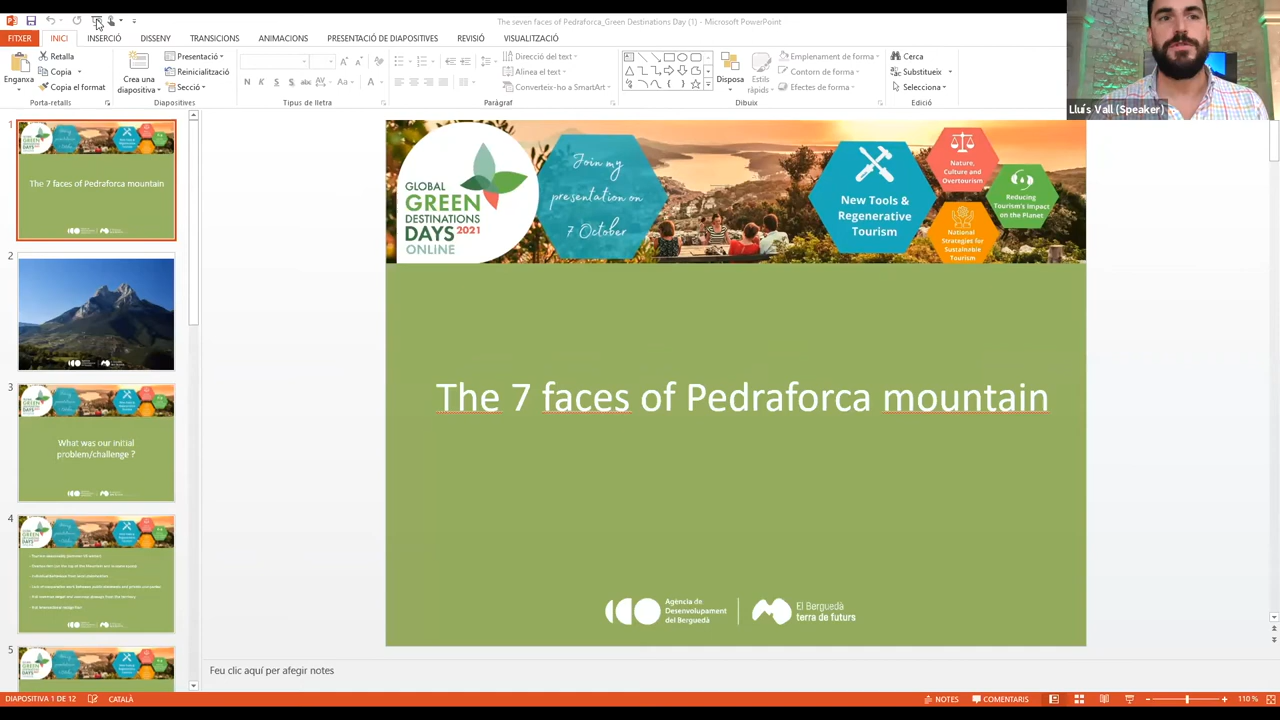 The seven faces of Pedraforca_Green Destinations Day (1) - Microsoft PowerPoint
FITXER INICI INSERCIÓ DISSENY TRANSICIONS ANIMACIONS PRESENTACIÓ DE DIAPOSITIVES REVISIÓ VISUALITZACIÓ
Enganxa
Retalla
Copia
Copia el format
Porta-retalls
Crea una
diapositiva
Presentació
Reinicialització
Secció
Diapositives
Tipus de lletra
Direcció del text
Alinea el text
Converteix-ho a SmartArt
Paràgraf
Disposa
Estils
ràpids
Emplenament de forma
Contorn de forma
Efectes de forma
Dibuix
Cerca
Substitueix
Selecciona
Edició
Lluís Vall (Speaker)
1
The 7 faces of Pedraforca mountain
2
3
What was our initial
problem/challenge ?
4
5
GLOBAL
GREEN
DESTINATIONS
DAYS 2021
ONLINE
Join my
presentation on
7 October
New Tools &
Regenerative
Tourism
Nature,
Culture and
Overtourism
Reducing
Tourism's Impact
on the Planet
National
Strategies for
Sustainable
Tourism
The 7 faces of Pedraforca mountain
Agència de
Desenvolupament
del Berguedà
El Berguedà
terra de futurs
Feu clic aquí per afegir notes
DIAPOSITIVA 1 DE 12 CATALÀ NOTES COMENTARIS 110 %